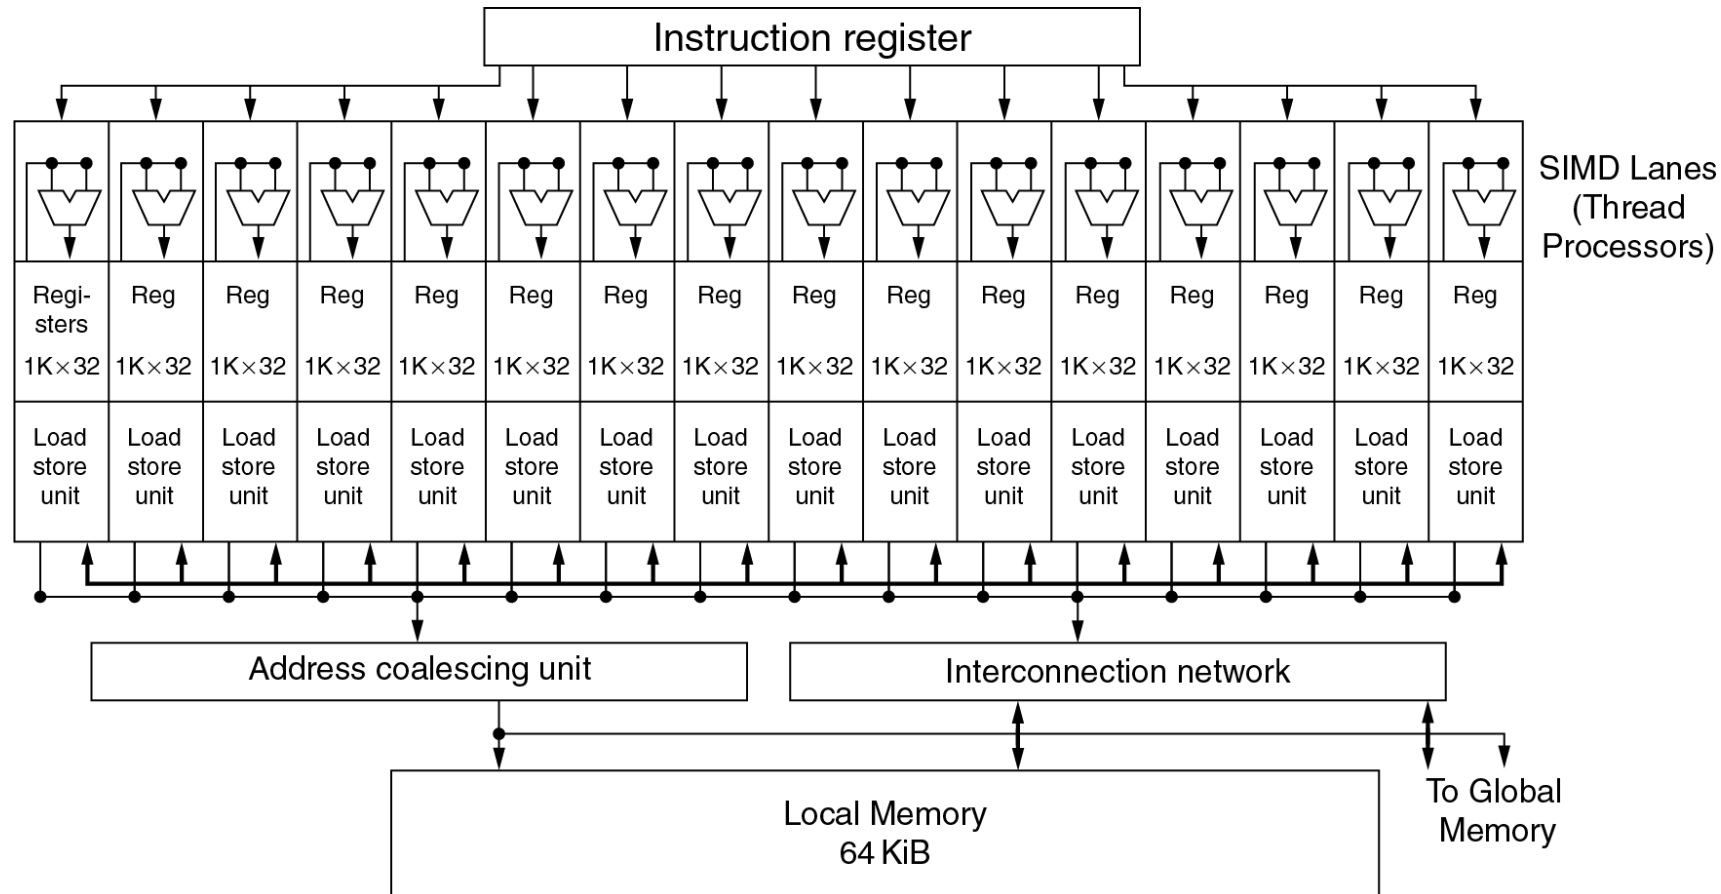 Instruction register
SIMD Lanes
(Thread
Processors)
Regi-
sters
Reg Reg Reg Reg Reg Reg Reg Reg Reg Reg Reg Reg Reg Reg Reg
1K×32 1K×32 1K×32 1K×32 1K×32 1K×32 1K×32 1K×32 1K×32 1K×32 1K×32 1K×32 1K×32 1K×32 1K×32 1K×32
Load Load Load Load Load Load Load Load Load Load Load Load Load Load Load Load
store store store store store store store store store store store store store store store store
unit unit unit unit unit unit unit unit unit unit unit unit unit unit unit unit
Address coalescing unit
Interconnection network
To Global
Memory
Local Memory
64 KiB